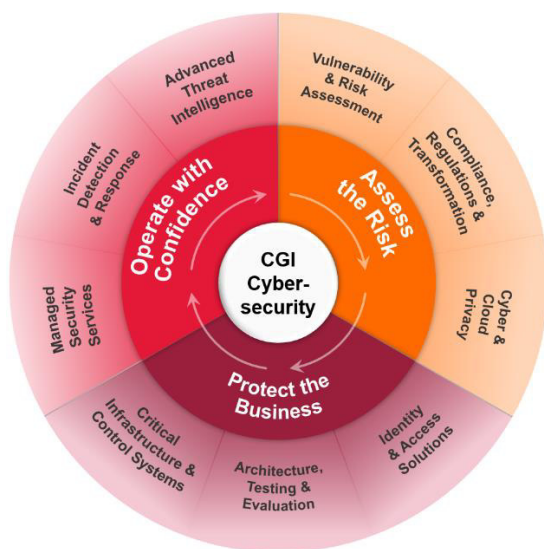 CGI
Cyber-
security
Assess
the Risk
Vulnerability
& Risk
Assessment
Compliance,
Regulations &
Transformation
Cyber &
Cloud
Privacy
Protect the
Business
Identity
& Access
Solutions
Architecture,
Testing &
Evaluation
Critical
Infrastructure &
Control Systems
Operate with
Confidence
Managed
Security
Services
Incident
Detection
& Response
Advanced
Threat
Intelligence